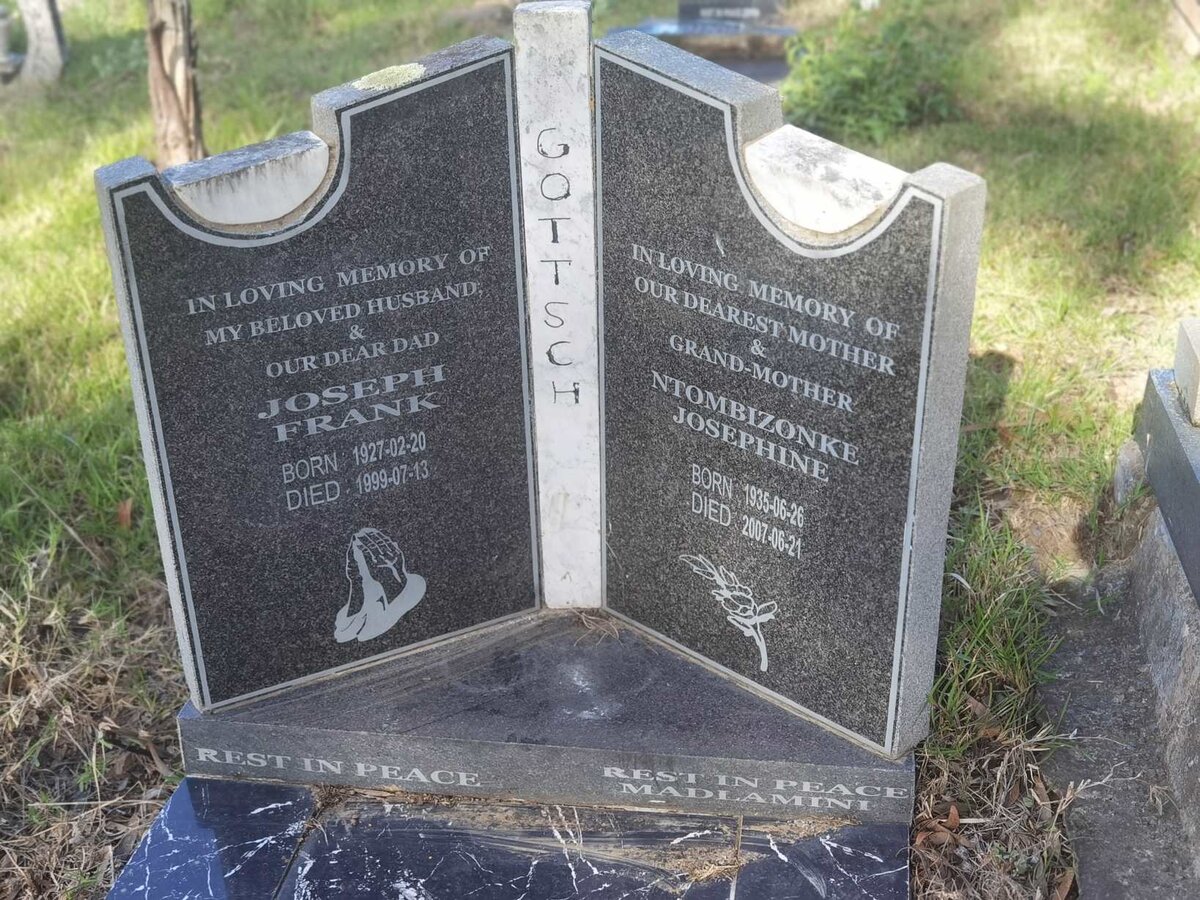 IN LOVING MEMORY OF
MY BELOVED HUSBAND,
&
OUR DEAR DAD
JOSEPH
FRANK
BORN 1927-02-20
DIED 1999-07-13
GOTTSCH
IN LOVING MEMORY OF
OUR DEAREST MOTHER
&
GRAND-MOTHER
NTOMBIZONKE
JOSEPHINE
BORN 1935-06-26
DIED 2007-06-21
REST IN PEACE
REST IN PEACE
MADLAMINI